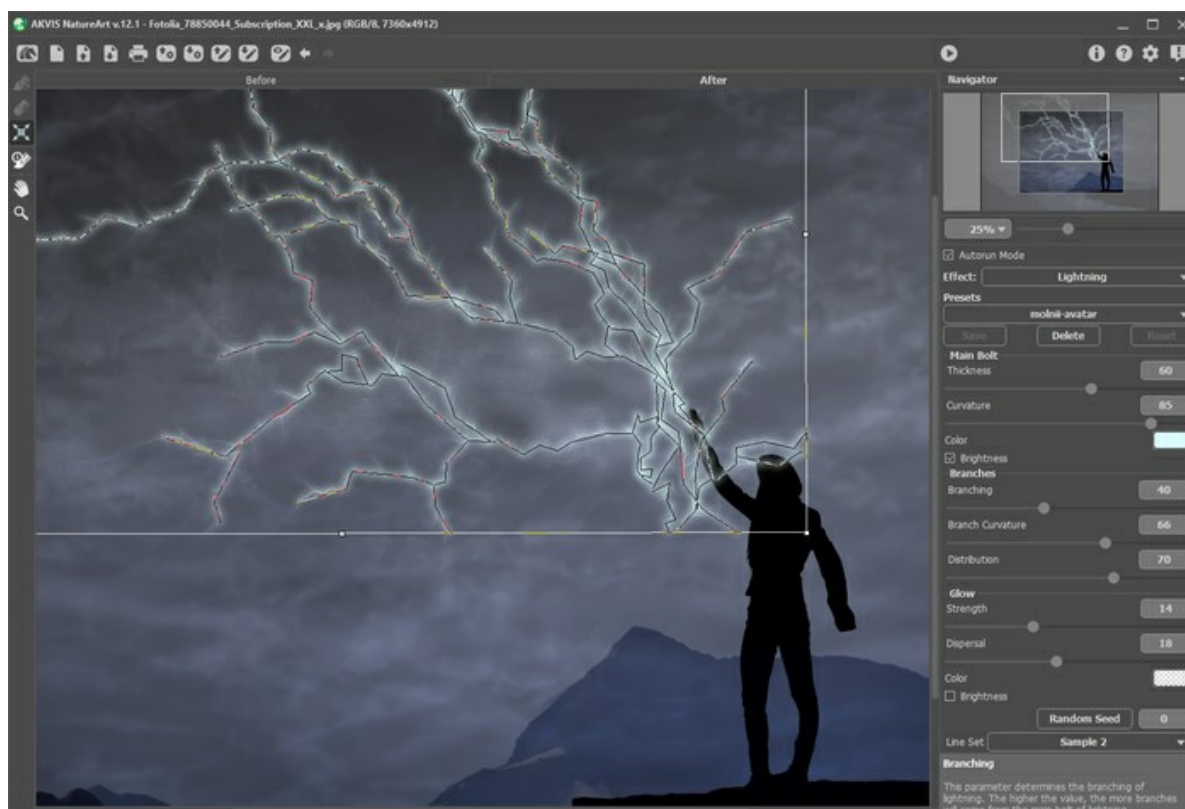 AKVIS NatureArt v.12.1 - Fotolia_78850044_Subscription_XXL_x.jpg (RGB/8, 7360x4912)
Before
After
Navigator
25%
Autorun Mode
Effect: Lightning
Presets
molnii-avatar
Save Delete Reset
Main Bolt
Thickness 60
Curvature 85
Color
Brightness
Branches
Branching 40
Branch Curvature 66
Distribution 70
Glow
Strength 14
Dispersal 18
Color
Brightness
Random Seed 0
Line Set Sample 2
Branching
This parameter determines the branching of
lightning. The higher the value, the more branches